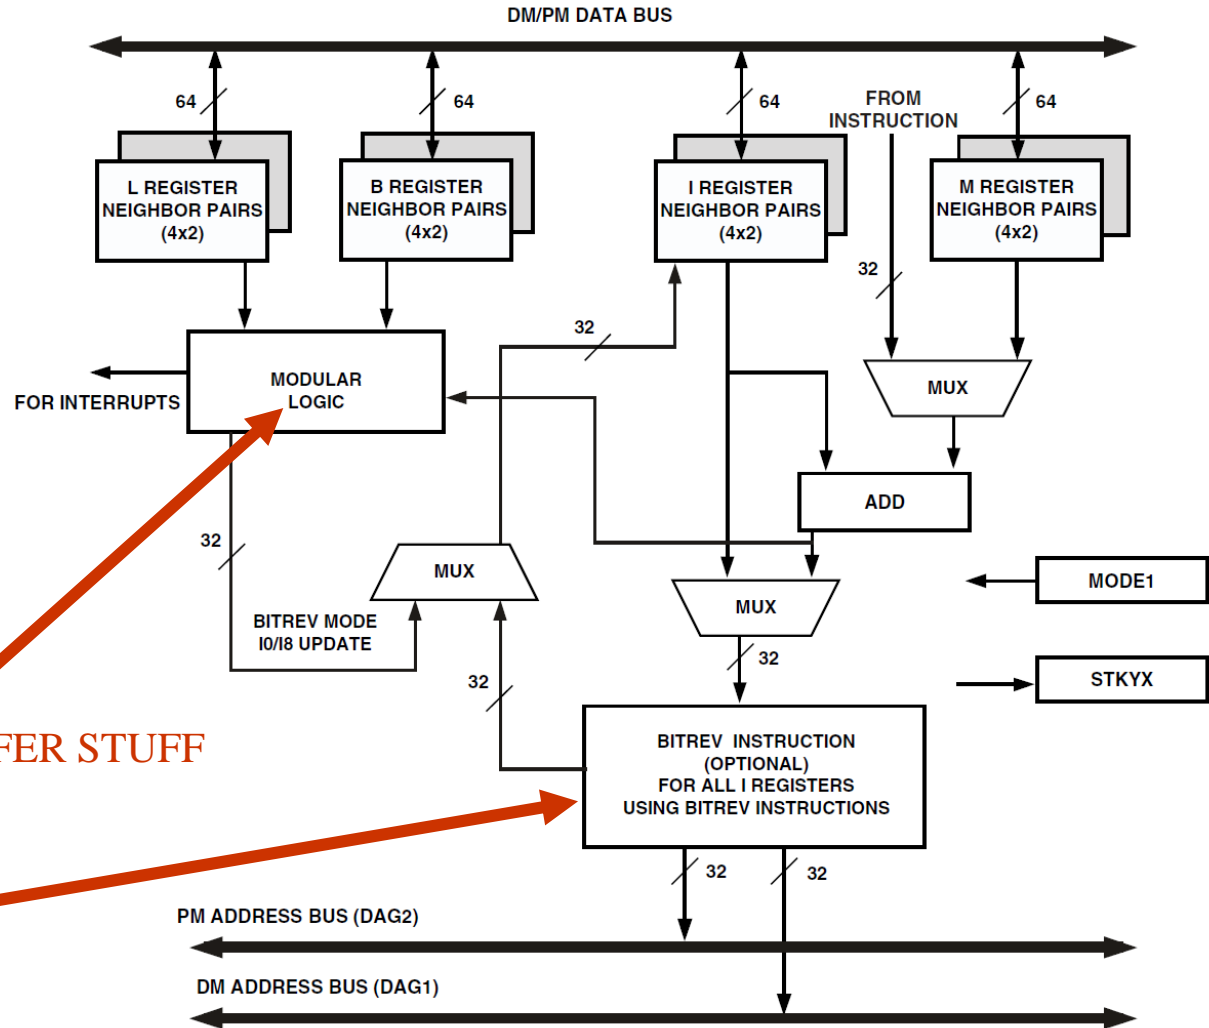 DM/PM DATA BUS
64
64
64
64
FROM
INSTRUCTION
L REGISTER
NEIGHBOR PAIRS
(4x2)
B REGISTER
NEIGHBOR PAIRS
(4x2)
I REGISTER
NEIGHBOR PAIRS
(4x2)
M REGISTER
NEIGHBOR PAIRS
(4x2)
32
32
MODULAR
LOGIC
MUX
FOR INTERRUPTS
ADD
32
MUX
MUX
MODE1
BITREV MODE
I0/I8 UPDATE
32
32
STKYX
FER STUFF
BITREV INSTRUCTION
(OPTIONAL)
FOR ALL I REGISTERS
USING BITREV INSTRUCTIONS
32
32
PM ADDRESS BUS (DAG2)
DM ADDRESS BUS (DAG1)